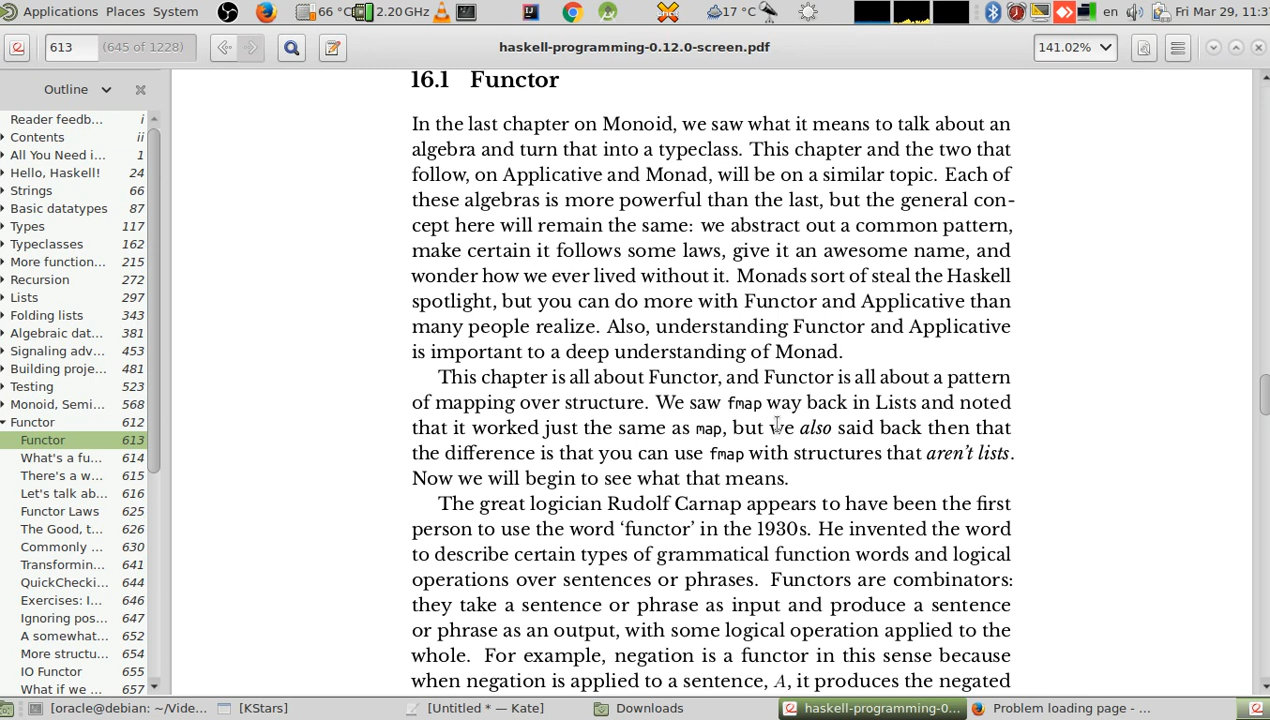 Applications Places System 66 °C 2.20 GHz 17 °C en Fri Mar 29, 11:3
613 (645 of 1228) haskell-programming-0.12.0-screen.pdf 141.02%
Outline
Reader feedb... i
Contents ii
All You Need i... 1
Hello, Haskell! 24
Strings 66
Basic datatypes 87
Types 117
Typeclasses 162
More function... 215
Recursion 272
Lists 297
Folding lists 343
Algebraic dat... 381
Signaling adv... 453
Building proje... 481
Testing 523
Monoid, Semi... 568
Functor 612
Functor 613
What's a fu... 614
There's a w... 615
Let's talk ab... 616
Functor Laws 625
The Good, t... 626
Commonly ... 630
Transformin... 641
QuickChecki... 644
Exercises: I... 646
Ignoring pos... 647
A somewhat... 652
More structu... 654
IO Functor 655
What if we ... 657
16.1 Functor
In the last chapter on Monoid, we saw what it means to talk about an
algebra and turn that into a typeclass. This chapter and the two that
follow, on Applicative and Monad, will be on a similar topic. Each of
these algebras is more powerful than the last, but the general con-
cept here will remain the same: we abstract out a common pattern,
make certain it follows some laws, give it an awesome name, and
wonder how we ever lived without it. Monads sort of steal the Haskell
spotlight, but you can do more with Functor and Applicative than
many people realize. Also, understanding Functor and Applicative
is important to a deep understanding of Monad.
This chapter is all about Functor, and Functor is all about a pattern
of mapping over structure. We saw fmap way back in Lists and noted
that it worked just the same as map, but we also said back then that
the difference is that you can use fmap with structures that aren't lists.
Now we will begin to see what that means.
The great logician Rudolf Carnap appears to have been the first
person to use the word ‘functor’ in the 1930s. He invented the word
to describe certain types of grammatical function words and logical
operations over sentences or phrases. Functors are combinators:
they take a sentence or phrase as input and produce a sentence
or phrase as an output, with some logical operation applied to the
whole. For example, negation is a functor in this sense because
when negation is applied to a sentence, A, it produces the negated
[oracle@debian: ~/Vide... [KStars] [Untitled * — Kate] Downloads haskell-programming-0... Problem loading page - ...